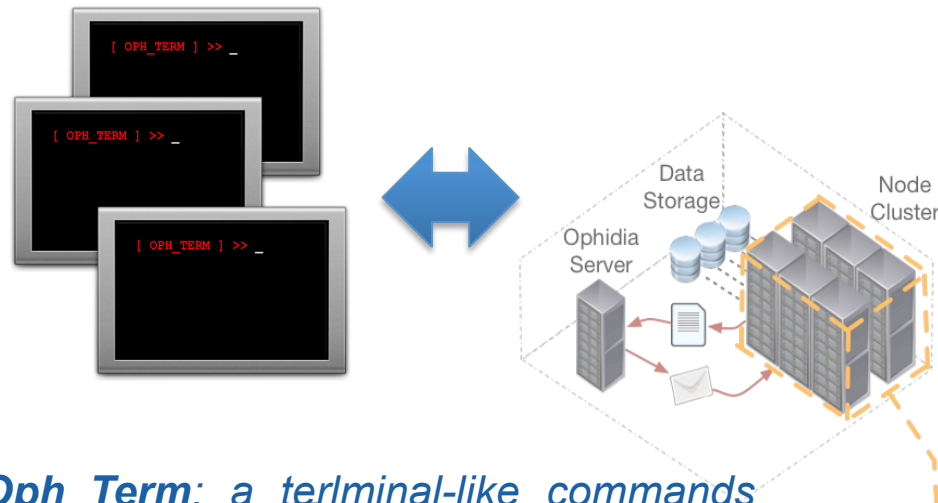 [ OPH_TERM ] >> _
[ OPH_TERM ] >> _
[ OPH_TERM ] >> _
Data
Storage
Node
Cluster
Ophidia
Server
Oph Term: a terlminal-like commands